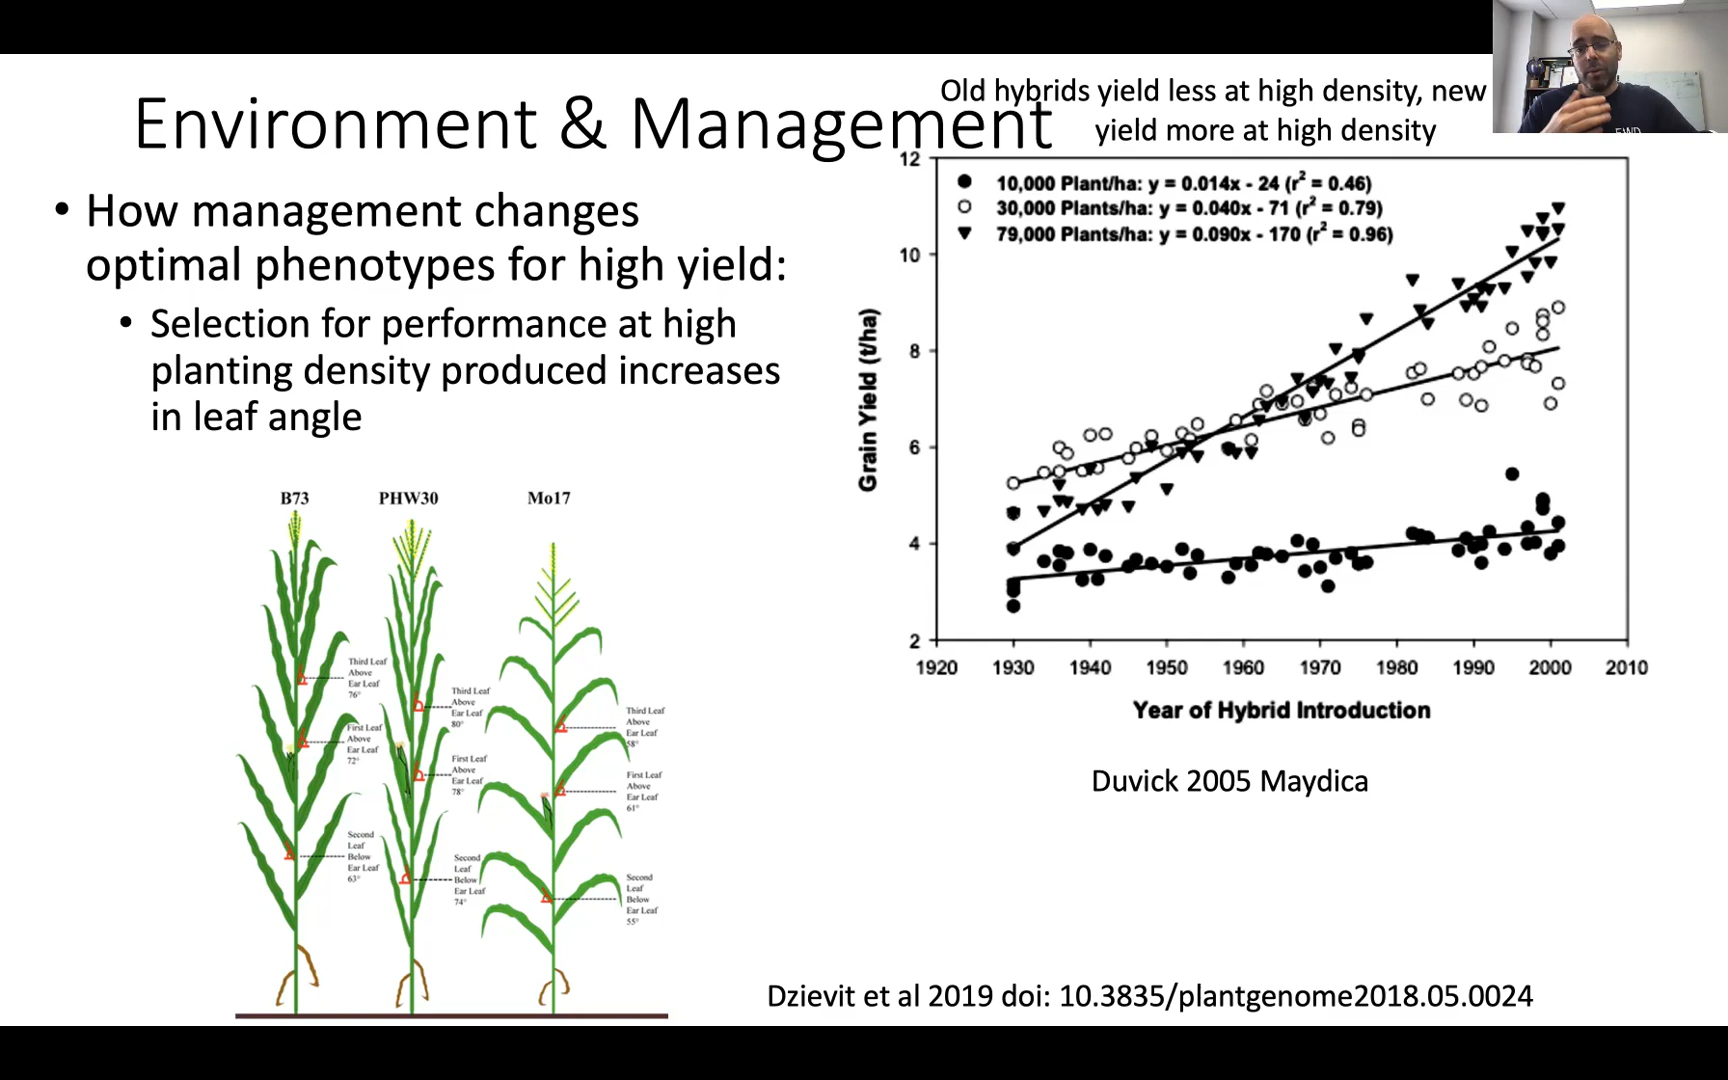 Environment & Management
Old hybrids yield less at high density, new
yield more at high density
• How management changes
optimal phenotypes for high yield:
• Selection for performance at high
planting density produced increases
in leaf angle
B73
PHW30
Mo17
Third Leaf
Above
Ear Leaf
76°
First Leaf
Above
Ear Leaf
72°
Second
Leaf
Below
Ear Leaf
63°
Third Leaf
Above
Ear Leaf
80°
First Leaf
Above
Ear Leaf
78°
Second
Leaf
Below
Ear Leaf
74°
Third Leaf
Above
Ear Leaf
58°
First Leaf
Above
Ear Leaf
61°
Second
Leaf
Below
Ear Leaf
55°
10,000 Plant/ha: y = 0.014x - 24 (r² = 0.46)
30,000 Plants/ha: y = 0.040x - 71 (r² = 0.79)
79,000 Plants/ha: y = 0.090x - 170 (r² = 0.96)
Grain Yield (t/ha)
12
10
8
6
4
2
1920 1930 1940 1950 1960 1970 1980 1990 2000 2010
Year of Hybrid Introduction
Duvick 2005 Maydica
Dzievit et al 2019 doi: 10.3835/plantgenome2018.05.0024